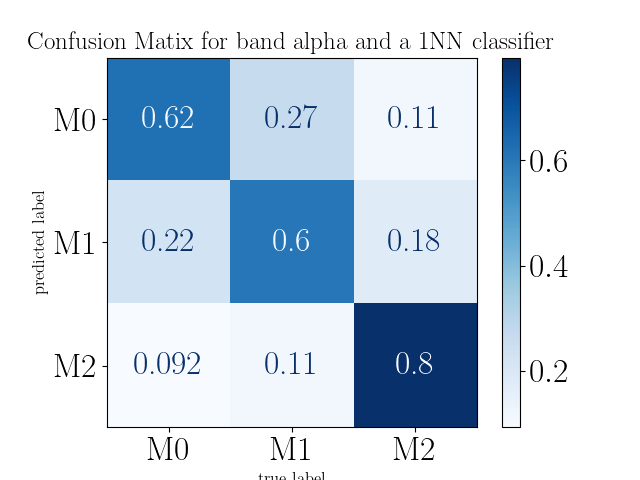 Confusion Matix for band alpha and a 1NN classifier
M0 0.62 0.27 0.11
M1 0.22 0.6 0.18
M2 0.092 0.11 0.8
M0 M1 M2
predicted label
true label
0.6
0.4
0.2